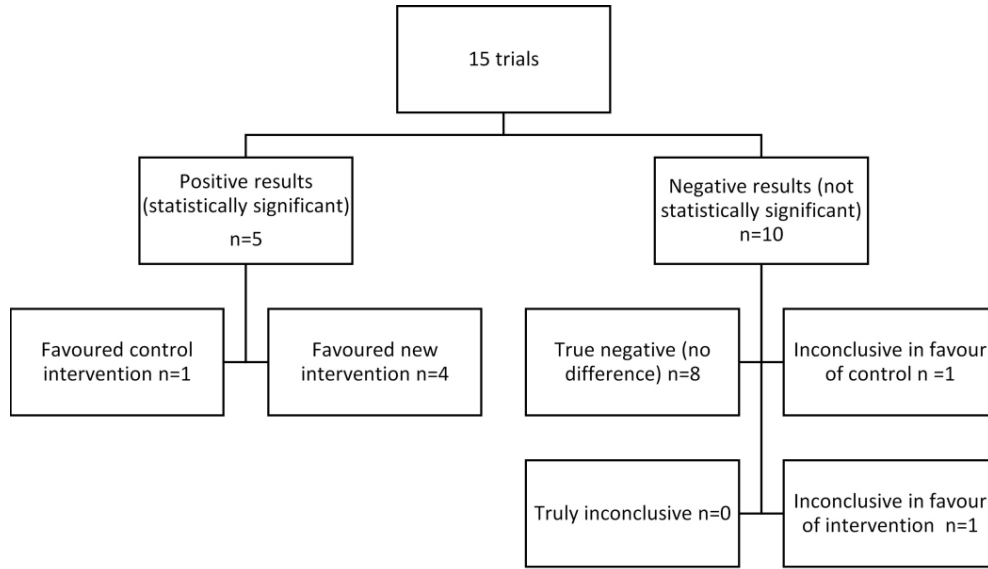 15 trials
Positive results
(statistically significant)
n=5
Negative results (not
statistically significant)
n=10
Favoured control
intervention n=1
Favoured new
intervention n=4
True negative (no
difference) n=8
Inconclusive in favour
of control n =1
Truly inconclusive n=0
Inconclusive in favour
of intervention  n=1